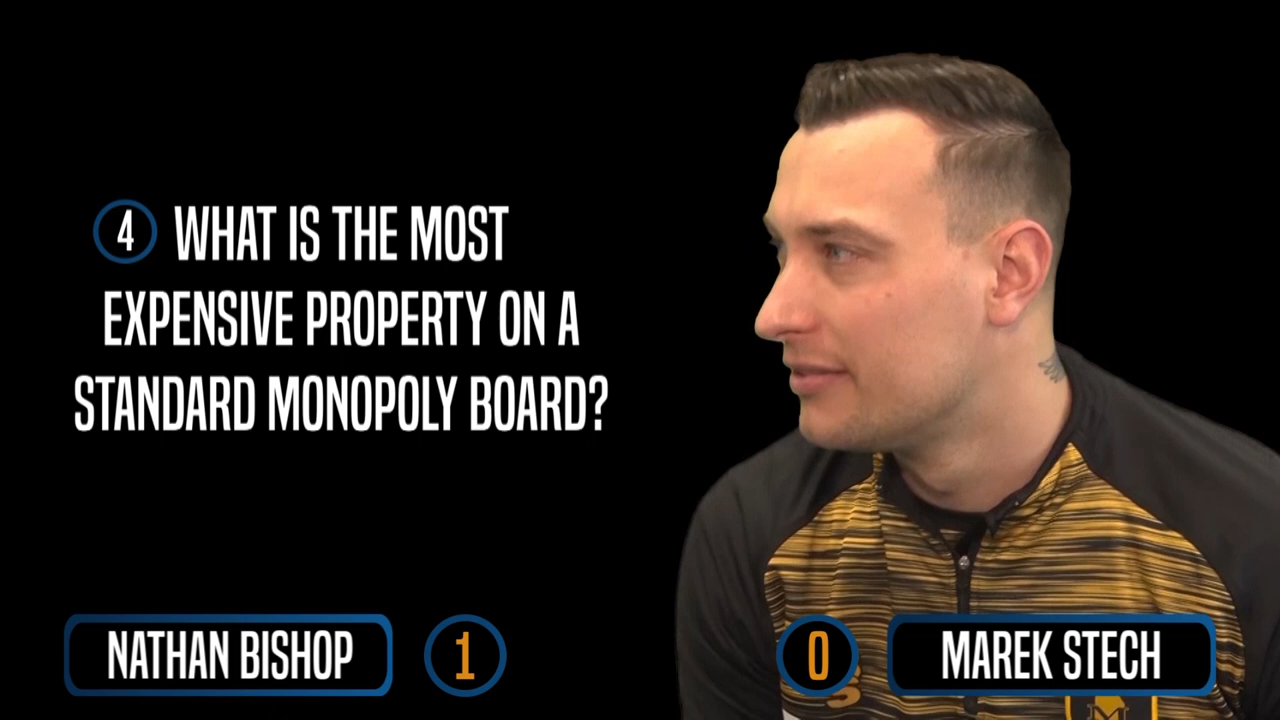 4 WHAT IS THE MOST
EXPENSIVE PROPERTY ON A
STANDARD MONOPOLY BOARD?
NATHAN BISHOP 1
0 MAREK STECH